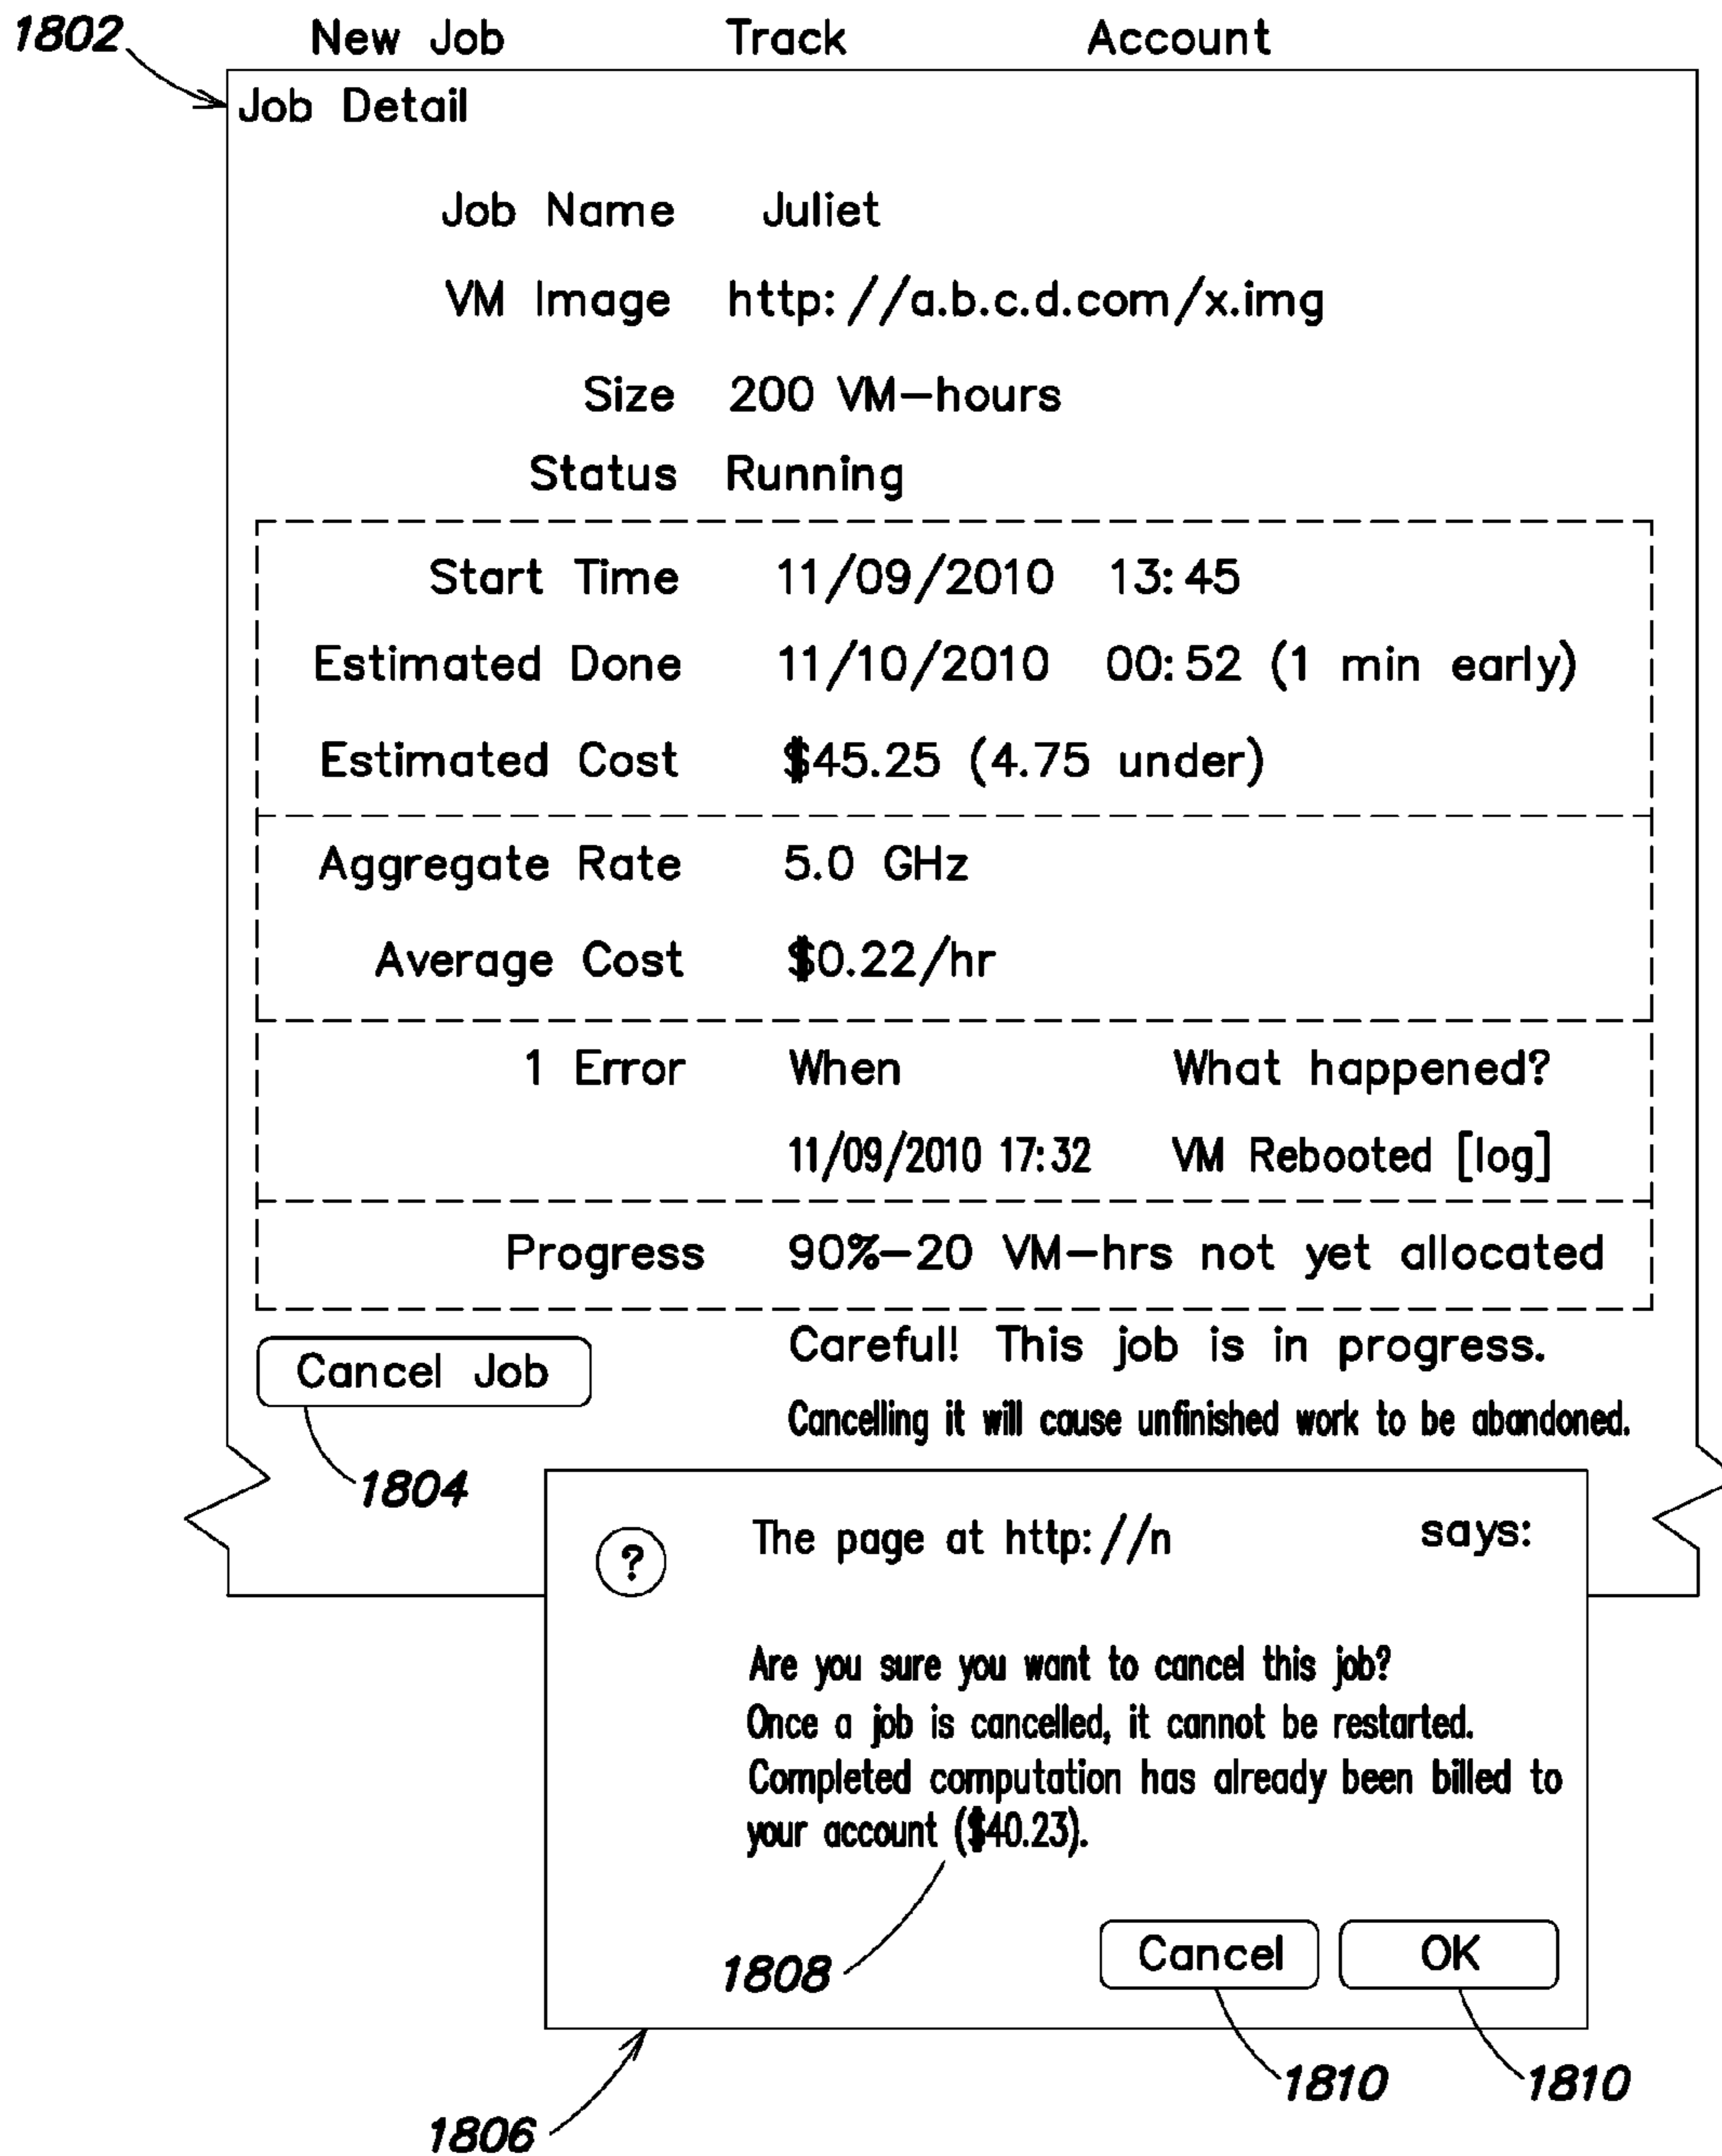 1802 New Job Track Account
Job Detail
Job Name Juliet
VM Image http://a.b.c.d.com/x.img
Size 200 VM-hours
Status Running
Start Time 11/09/2010 13:45
Estimated Done 11/10/2010 00:52 (1 min early)
Estimated Cost $45.25 (4.75 under)
Aggregate Rate 5.0 GHz
Average Cost $0.22/hr
1 Error When What happened?
11/09/2010 17:32 VM Rebooted [log]
Progress 90%-20 VM-hrs not yet allocated
Careful! This job is in progress.
Cancel Job
Cancelling it will cause unfinished work to be abandoned.
1804
The page at http://n says:
?
Are you sure you want to cancel this job?
Once a job is cancelled, it cannot be restarted.
Completed computation has already been billed to
your account ($40.23).
Cancel OK
1808
1810 1810
1806